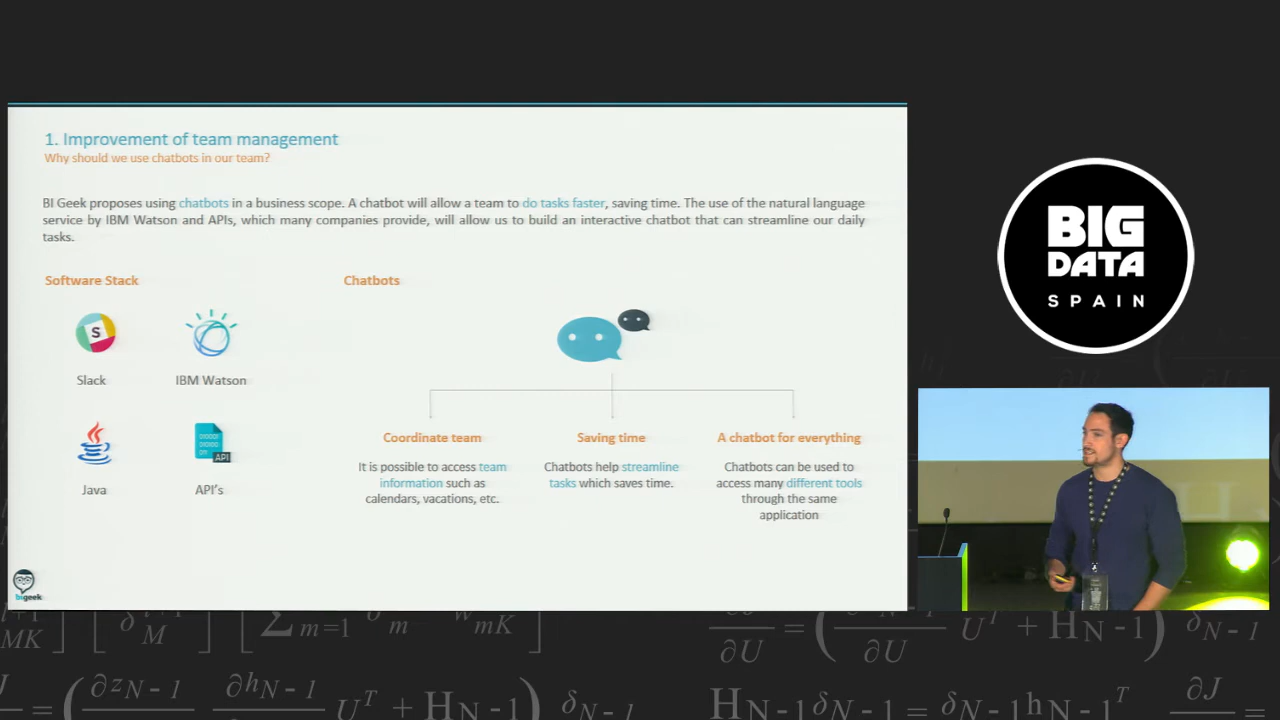 1. Improvement of team management
Why should we use chatbots in our team?
BI Geek proposes using chatbots in a business scope. A chatbot will allow a team to do tasks faster, saving time. The use of the natural language
service by IBM Watson and APIs, which many companies provide, will allow us to build an interactive chatbot that can streamline our daily
tasks.
Software Stack
Chatbots
S
Slack
IBM Watson
Java
API
API's
Coordinate team
It is possible to access team
information such as
calendars, vacations, etc.
Saving time
Chatbots help streamline
tasks which saves time.
A chatbot for everything
Chatbots can be used to
access many different tools
through the same
application
bigeek
BIG
DATA
SPAIN